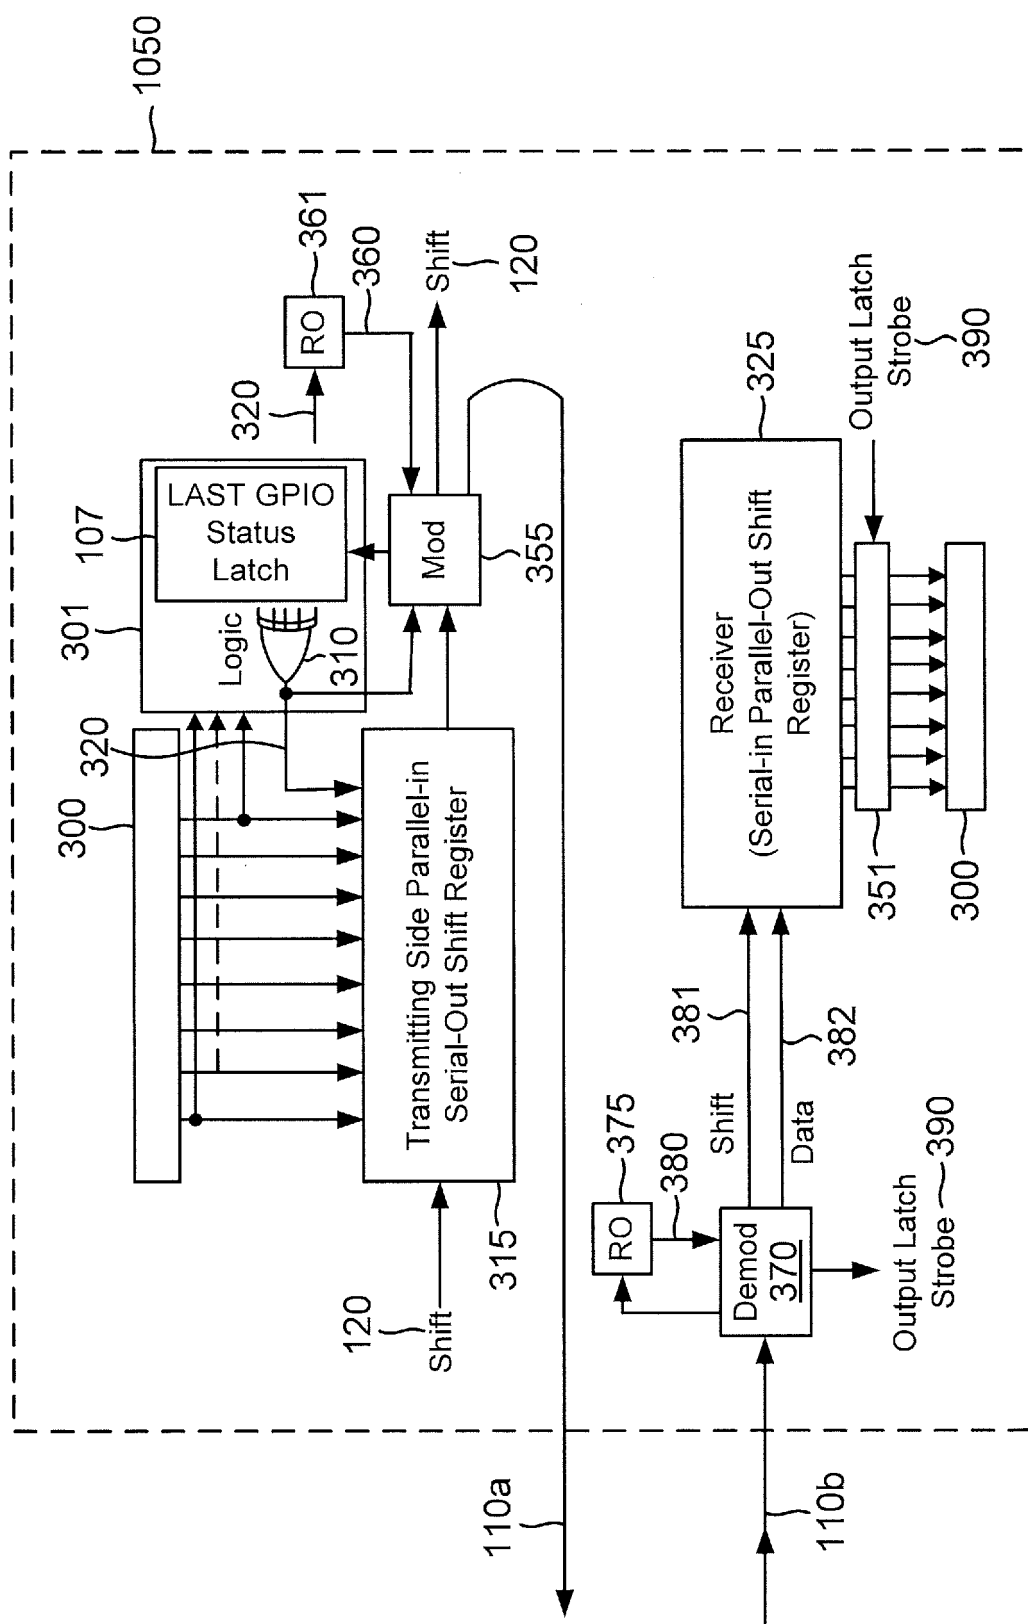 1050
300
320
301
107
LAST GPIO
Status
Latch
Logic
310
320
RO
361
360
Mod
355
Shift
120
Transmitting Side Parallel-in
Serial-Out Shift Register
315
120
Shift
110a
RO
375
380
Demod
370
Shift
381
Data
382
Receiver
(Serial-in Parallel-Out Shift
Register)
325
351
300
Output Latch
Strobe
390
Output Latch
Strobe
390
110b